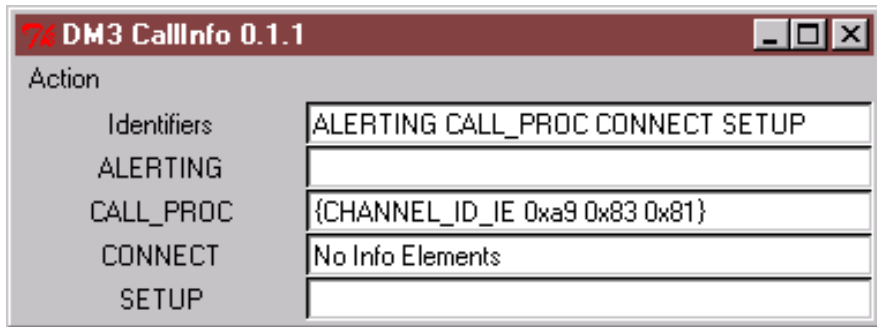 DM3 CallInfo 0.1.1
Action
Identifiers ALERTING CALL_PROC CONNECT SETUP
ALERTING
CALL_PROC {CHANNEL_ID_IE 0xa9 0x83 0x81}
CONNECT No Info Elements
SETUP